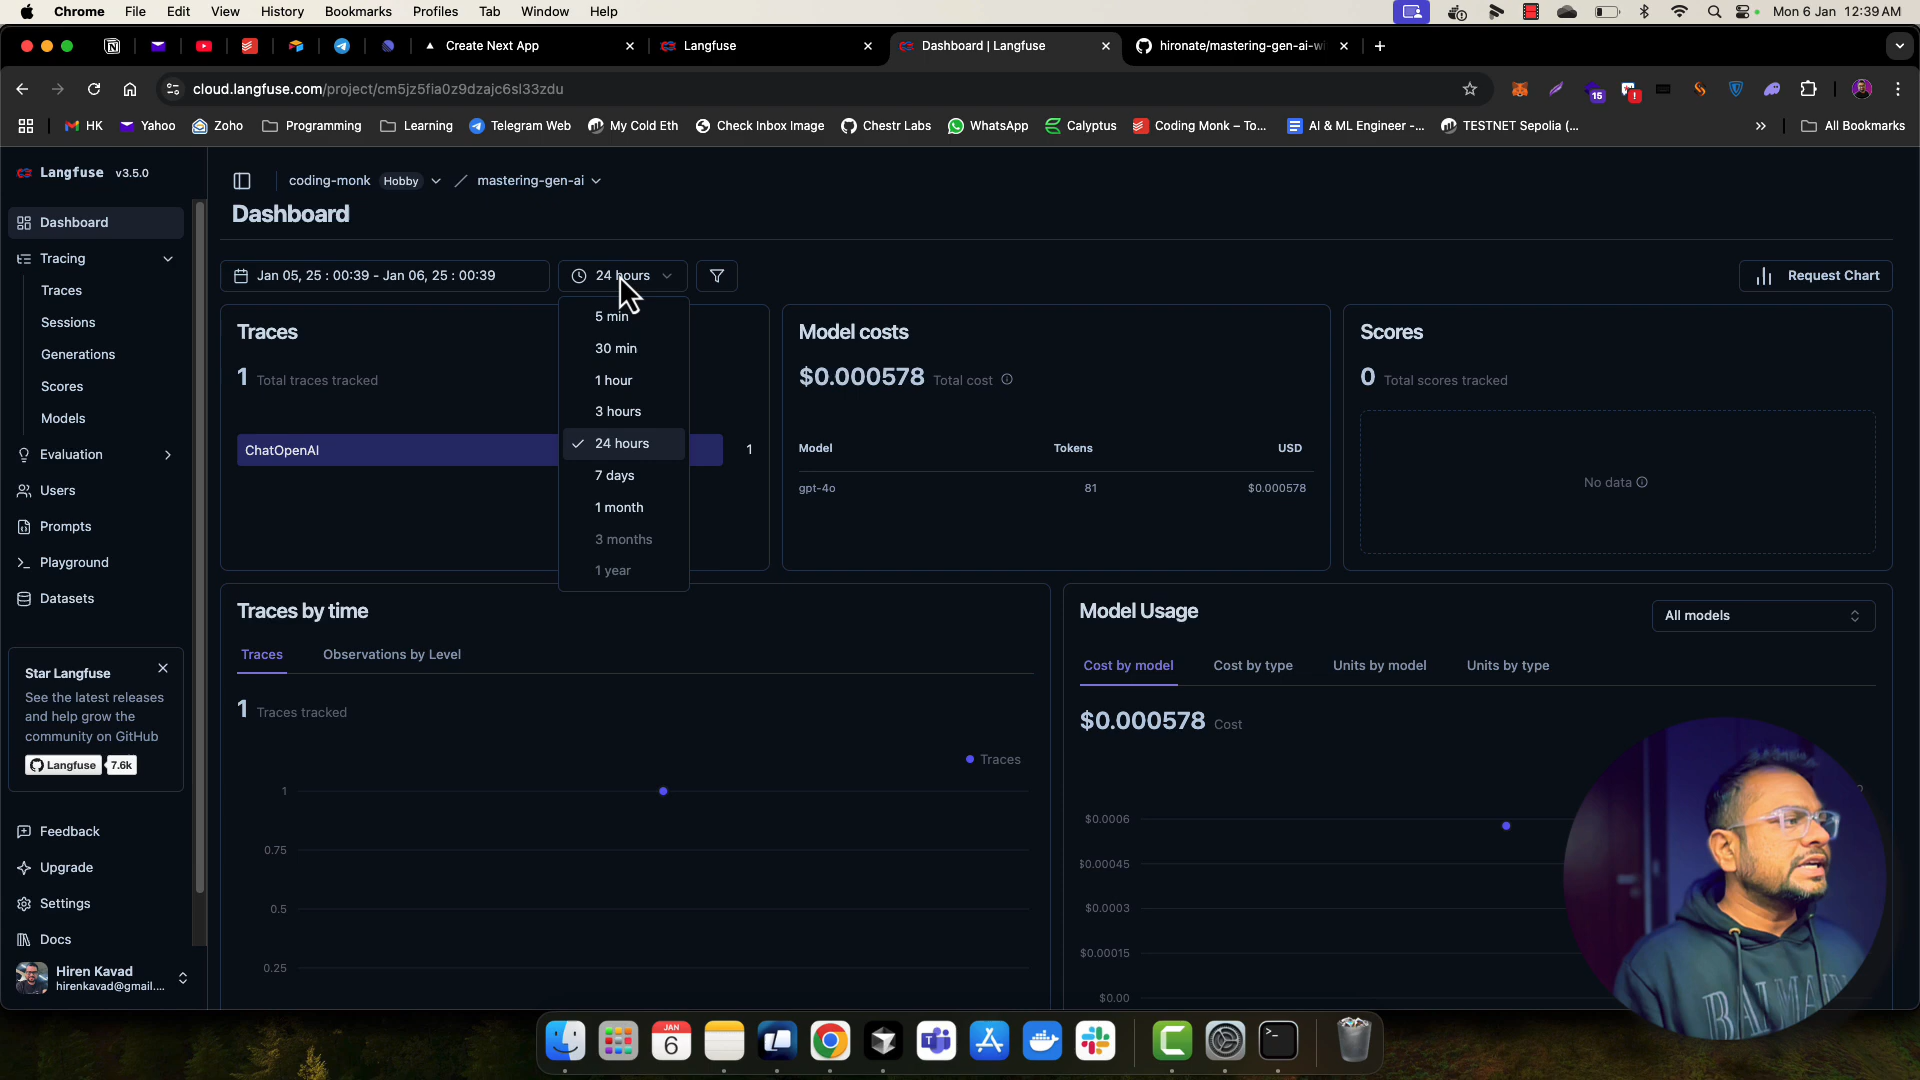 Chrome File Edit View History Bookmarks Profiles Tab Window Help Mon 6 Jan 12:39 AM
Create Next App Langfuse Dashboard | Langfuse hironate/mastering-gen-ai-wi
cloud.langfuse.com/project/cm5jz5fia0z9dzajc6sl33zdu 15
HK Yahoo Zoho Programming Learning Telegram Web My Cold Eth Check Inbox Image Chestr Labs WhatsApp Calyptus Coding Monk – To... AI & ML Engineer -... TESTNET Sepolia (... All Bookmarks
Langfuse v3.5.0
Dashboard
Tracing
Traces
Sessions
Generations
Scores
Models
Evaluation
Users
Prompts
Playground
Datasets
Star Langfuse
See the latest releases
and help grow the
community on GitHub
Langfuse 7.6k
Feedback
Upgrade
Settings
Docs
Hiren Kavad
hirenkavad@gmail....
coding-monk Hobby mastering-gen-ai
Dashboard
Jan 05, 25 : 00:39 - Jan 06, 25 : 00:39 24 hours Request Chart
5 min
30 min
1 hour
3 hours
24 hours
7 days
1 month
3 months
1 year
Traces
1 Total traces tracked
ChatOpenAI 1
Model costs
$0.000578 Total cost
Model Tokens USD
gpt-4o 81 $0.000578
Scores
0 Total scores tracked
No data
Traces by time
Traces Observations by Level
1 Traces tracked
Traces
1
0.75
0.5
0.25
Model Usage All models
Cost by model Cost by type Units by model Units by type
$0.000578 Cost
$0.0006
$0.00045
$0.0003
$0.00015
$0.00
BALMAIN
JAN
6